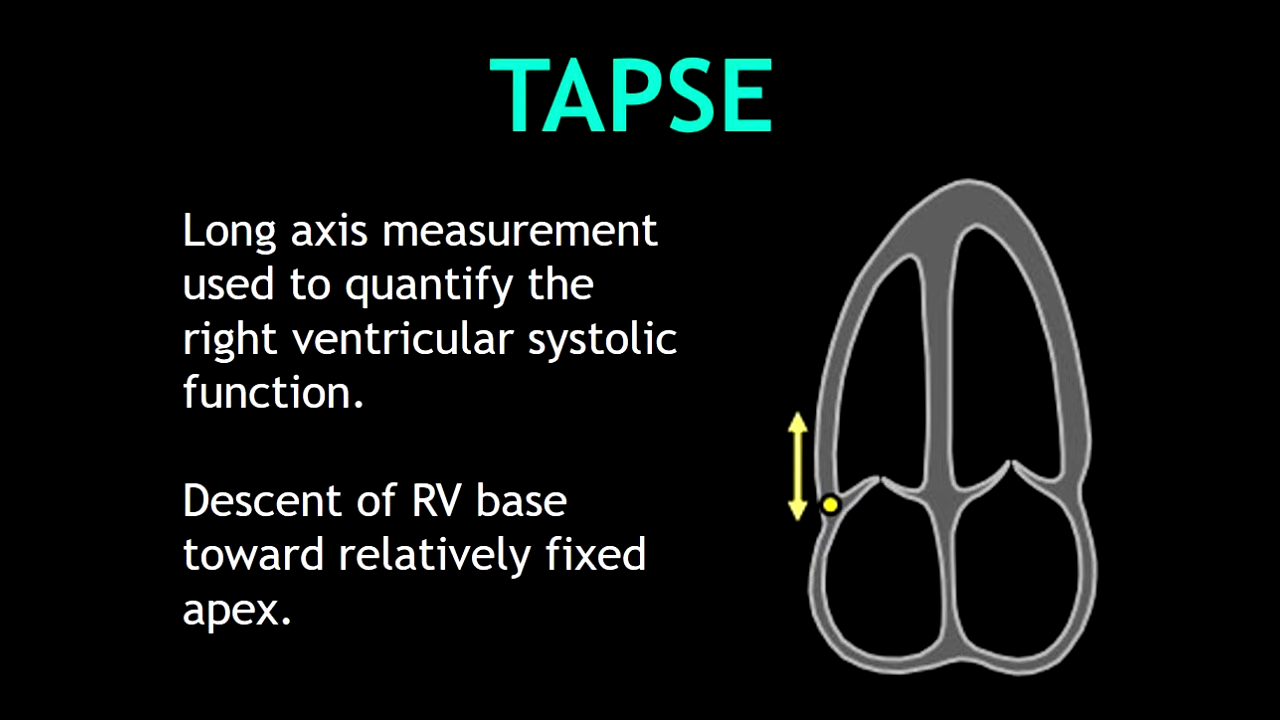 TAPSE
Long axis measurement
used to quantify the
right ventricular systolic
function.
Descent of RV base
toward relatively fixed
apex.